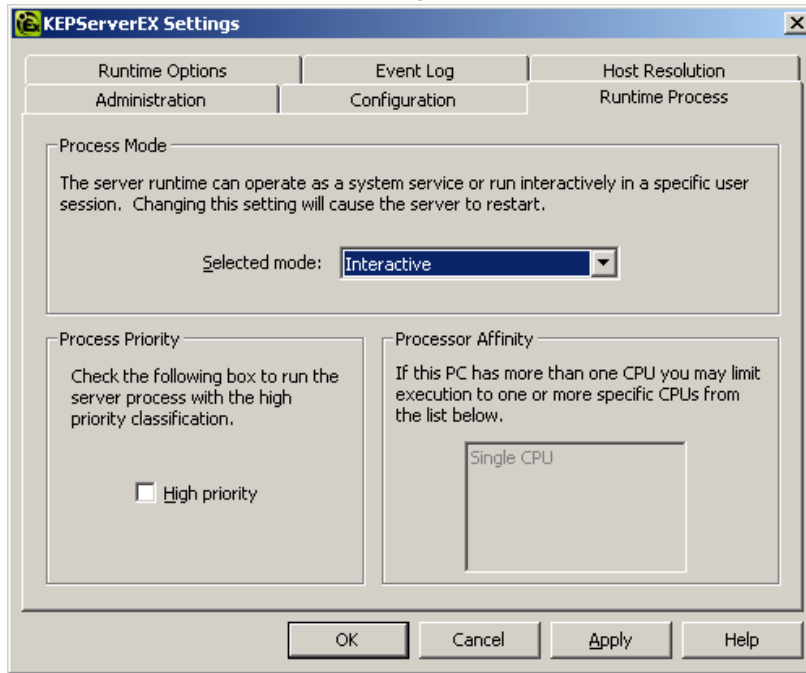 KEPServerEX Settings
Runtime Options
Event Log
Host Resolution
Administration
Configuration
Runtime Process
Process Mode
The server runtime can operate as a system service or run interactively in a specific user
session. Changing this setting will cause the server to restart.
Selected mode:
Interactive
Process Priority
Check the following box to run the
server process with the high
priority classification.
High priority
Processor Affinity
If this PC has more than one CPU you may limit
execution to one or more specific CPUs from
the list below.
Single CPU
OK
Cancel
Apply
Help